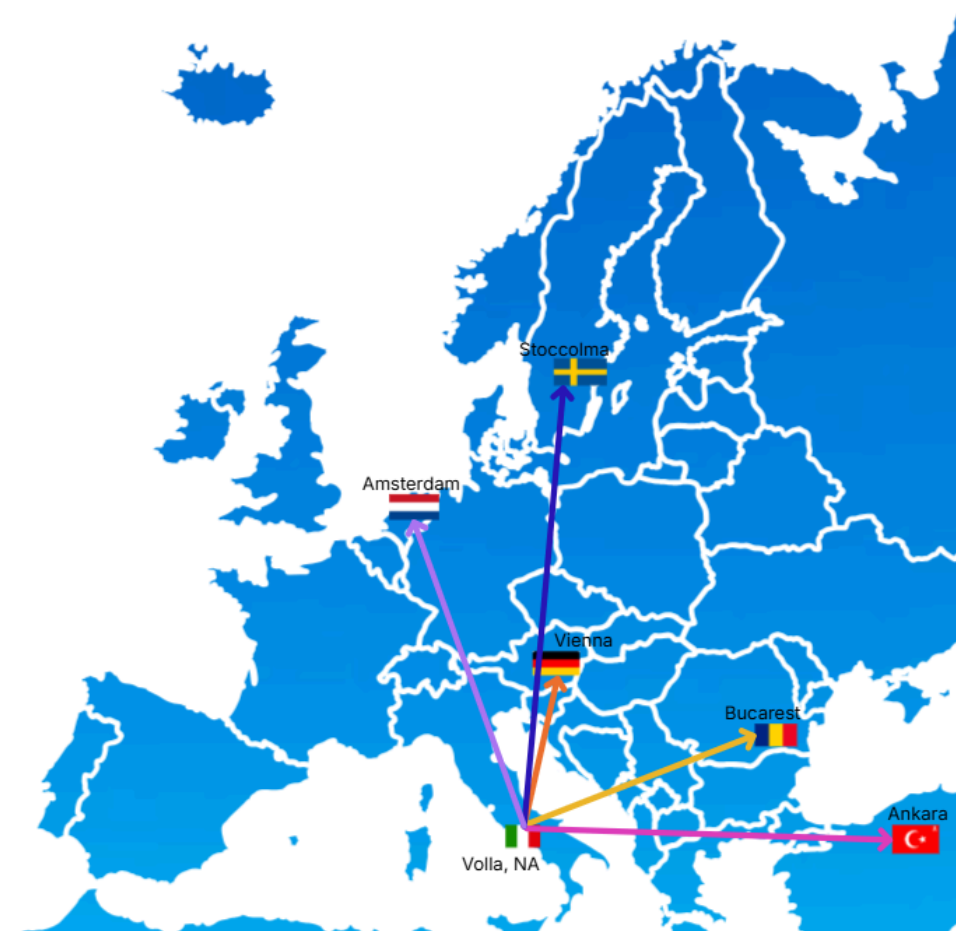 Stoccolma
Amsterdam
Vienna
Bucarest
Ankara
Volla, NA